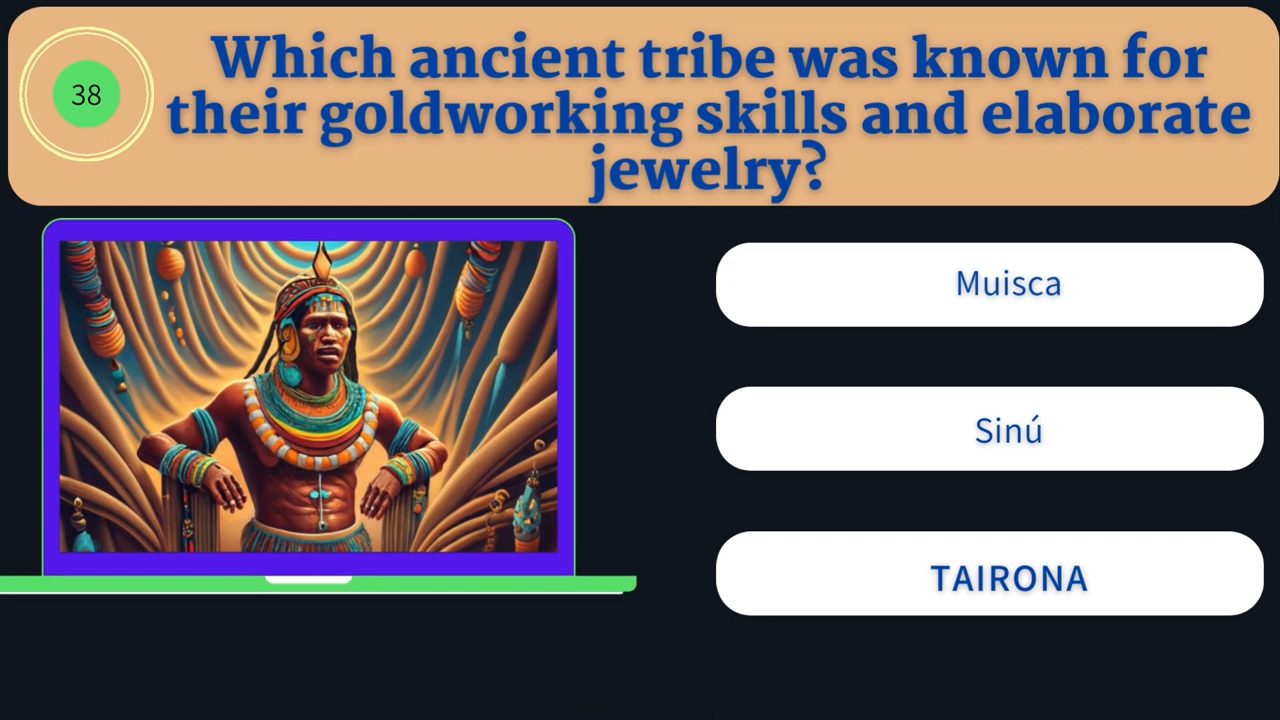 38
Which ancient tribe was known for
their goldworking skills and elaborate
jewelry?
Muisca
Sinú
TAIRONA